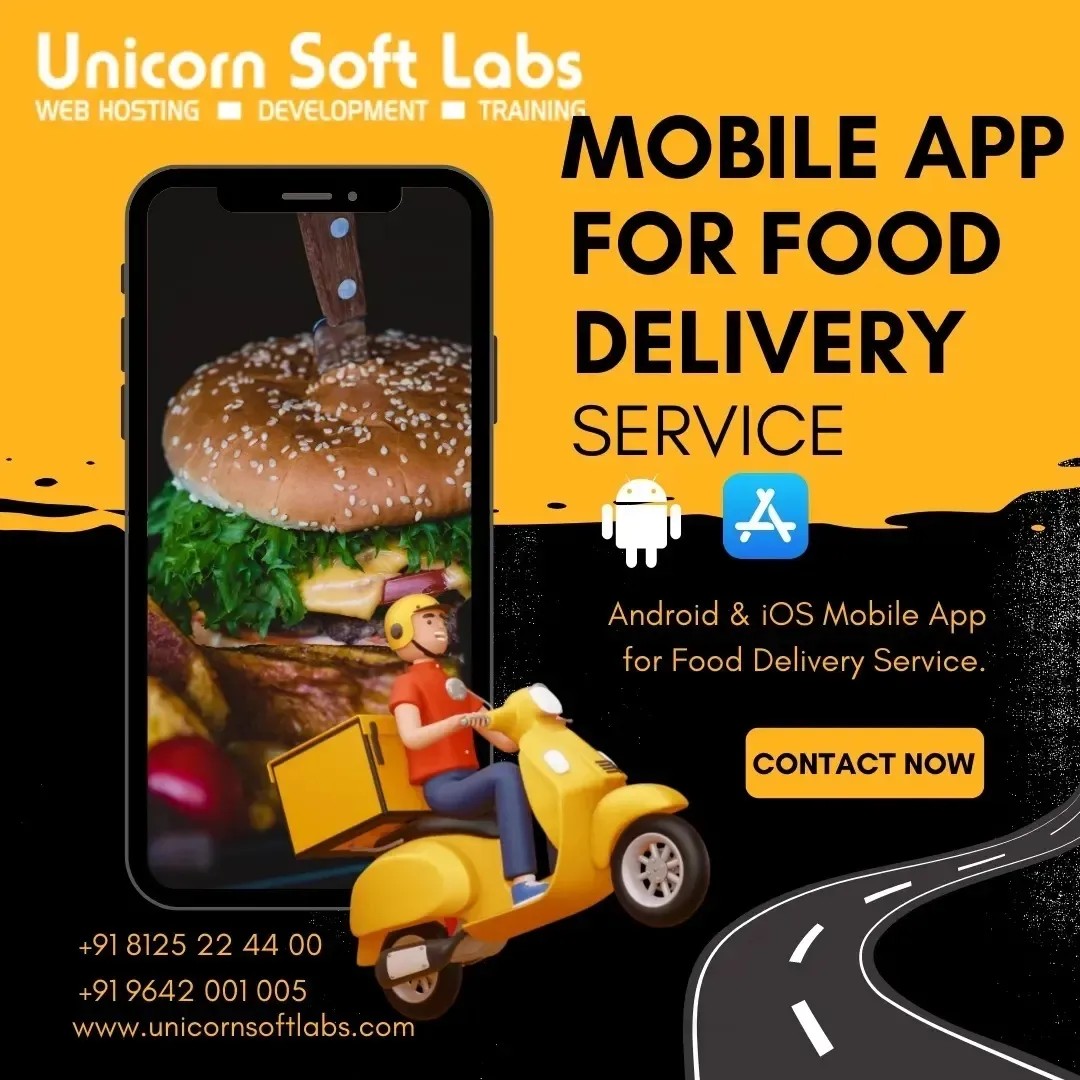 Unicorn Soft Labs
WEB HOSTING ■ DEVELOPMENT ■ TRAINING
MOBILE APP
FOR FOOD
DELIVERY
SERVICE
Android & iOS Mobile App
for Food Delivery Service.
CONTACT NOW
+91 8125 22 44 00
+91 9642 001 005
www.unicornsoftlabs.com